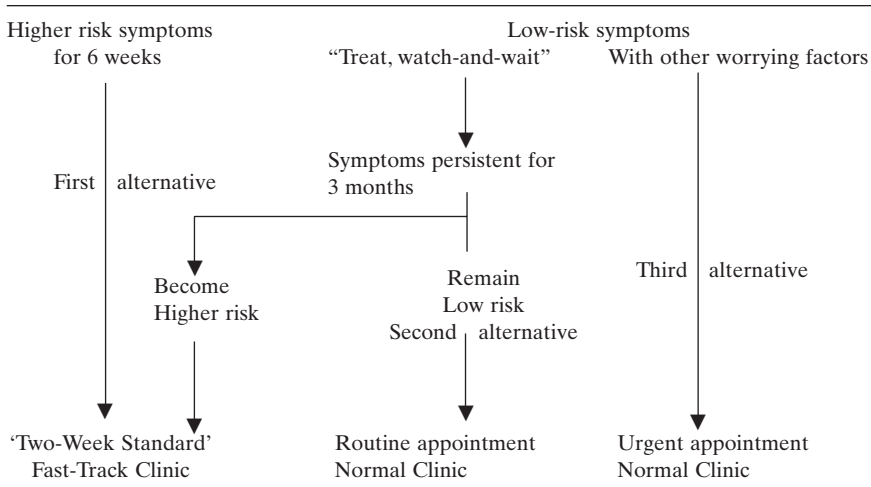 Higher risk symptoms
for 6 weeks
Low-risk symptoms
“Treat, watch-and-wait”
With other worrying factors
Symptoms persistent for
3 months
First alternative
Become
Higher risk
Remain
Low risk
Second alternative
Third alternative
‘Two-Week Standard’
Fast-Track Clinic
Routine appointment
Normal Clinic
Urgent appointment
Normal Clinic